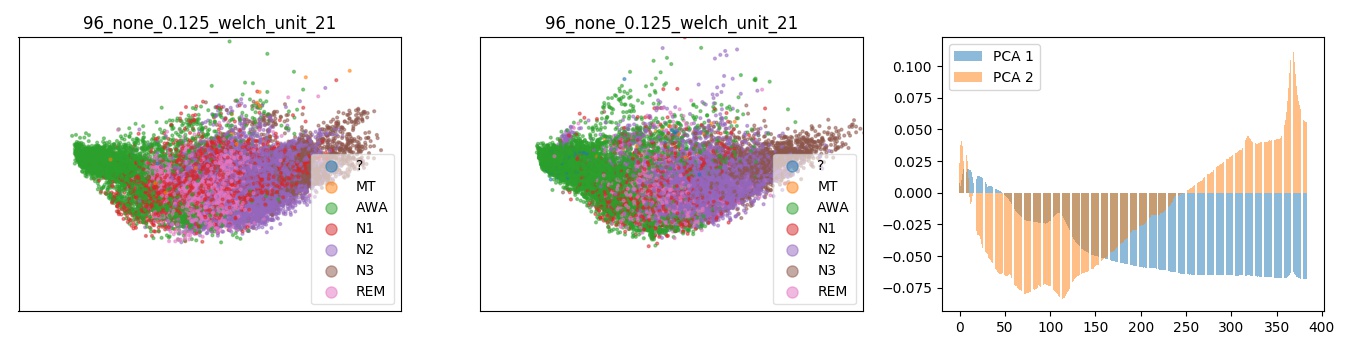 96_none_0.125_welch_unit_21
?
MT
AWA
N1
N2
N3
REM
96_none_0.125_welch_unit_21
?
MT
AWA
N1
N2
N3
REM
PCA 1
PCA 2
0.100
0.075
0.050
0.025
0.000
−0.025
−0.050
−0.075
0 50 100 150 200 250 300 350 400